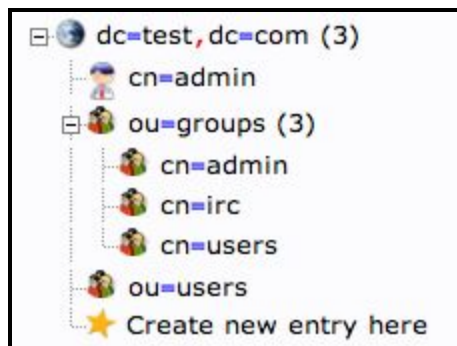 dc=test,dc=com (3)
cn=admin
ou=groups (3)
cn=admin
cn=irc
cn=users
ou=users
Create new entry here